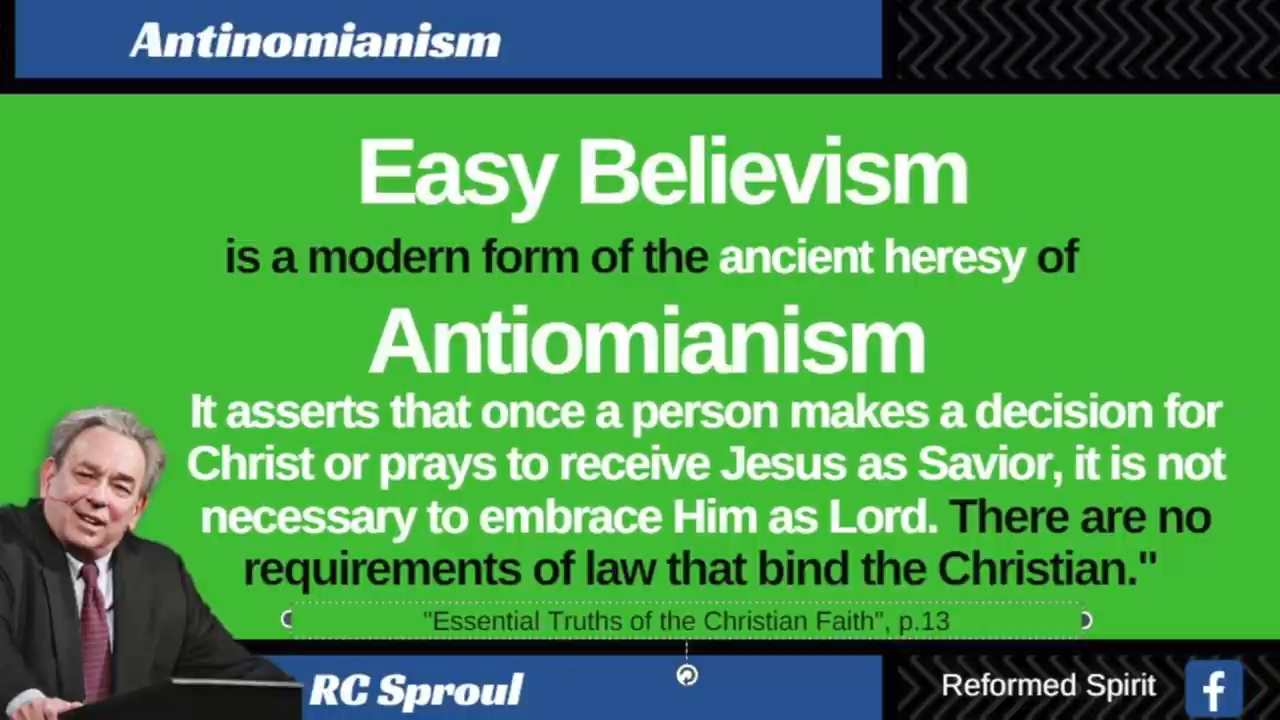 Antinomianism
Easy Believism
is a modern form of the ancient heresy of
Antiomianism
It asserts that once a person makes a decision for
Christ or prays to receive Jesus as Savior, it is not
necessary to embrace Him as Lord. There are no
requirements of law that bind the Christian."
"Essential Truths of the Christian Faith", p.13
RC Sproul
Reformed Spirit